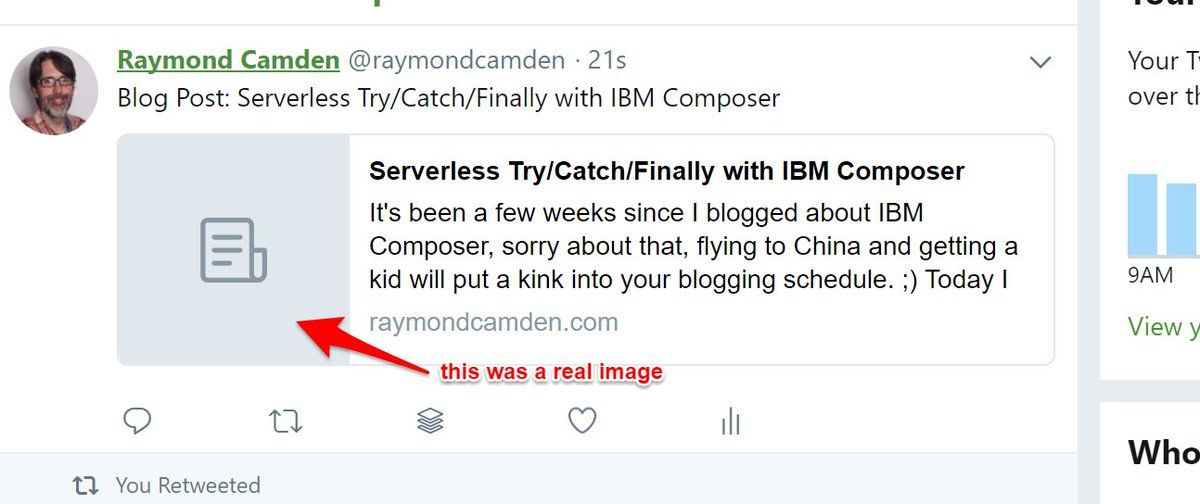 Raymond Camden @raymondcamden · 21s
Blog Post: Serverless Try/Catch/Finally with IBM Composer
Serverless Try/Catch/Finally with IBM Composer
It's been a few weeks since I blogged about IBM
Composer, sorry about that, flying to China and getting a
kid will put a kink into your blogging schedule. ;) Today I
raymondcamden.com
this was a real image
You Retweeted
Your
over
9AM
View
Who